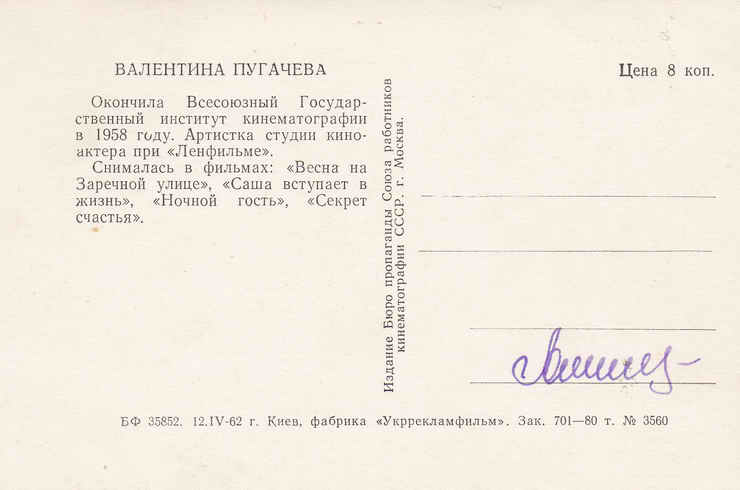 ВАЛЕНТИНА ПУГАЧЕВА
Окончила Всесоюзный Государ-
ственный институт кинематографии
в 1958 году. Артистка студии кино-
актера при «Ленфильме».
Снималась в фильмах: «Весна на
Заречной улице», «Саша вступает в
жизнь», «Ночной гость», «Секрет
счастья».
Издание Бюро пропаганды Союза работников
кинематографии СССР. г. Москва.
Цена 8 коп.
БФ 35852. 12.IV-62 г. Киев, фабрика «Укррекламфильм». Зак. 701—80 т. № 3560